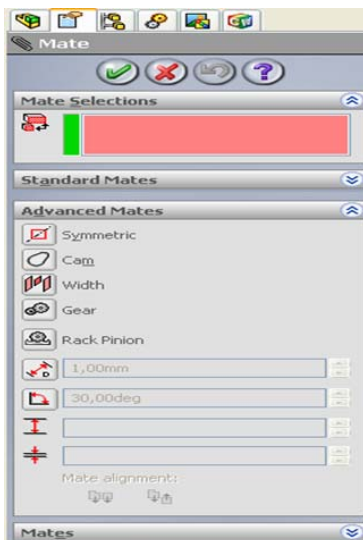 Mate
Mate Selections
Standard Mates
Advanced Mates
Symmetric
Cam
Width
Gear
Rack Pinion
1,00mm
30,00deg
Mate alignment:
Mates